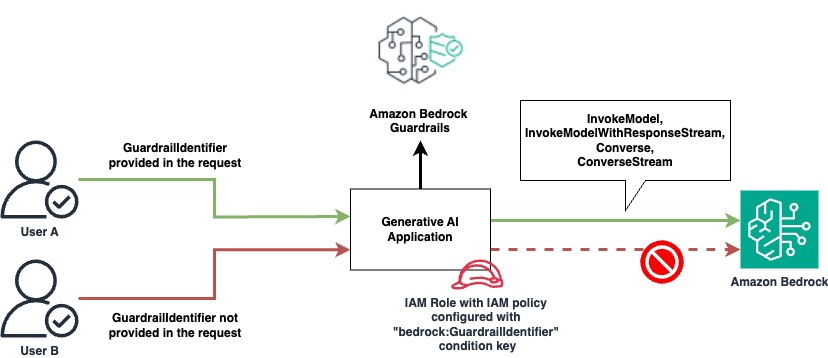 Amazon Bedrock
Guardrails
InvokeModel,
InvokeModelWithResponseStream,
Converse,
ConverseStream
GuardrailIdentifier
provided in the request
User A
Generative AI
Application
Amazon Bedrock
GuardrailIdentifier not
provided in the request
User B
IAM Role with IAM policy
configured with
"bedrock:GuardrailIdentifier"
condition key